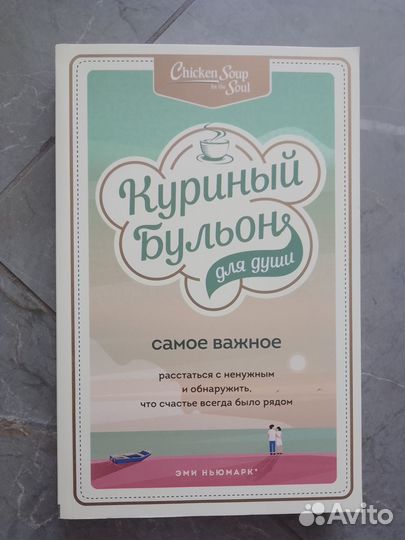 Chicken Soup
for the
Soul
Куриный
Бульон
для души
самое важное
расстаться с ненужным
и обнаружить,
что счастье всегда было рядом
ЭМИ НЬЮМАРК*
Avito